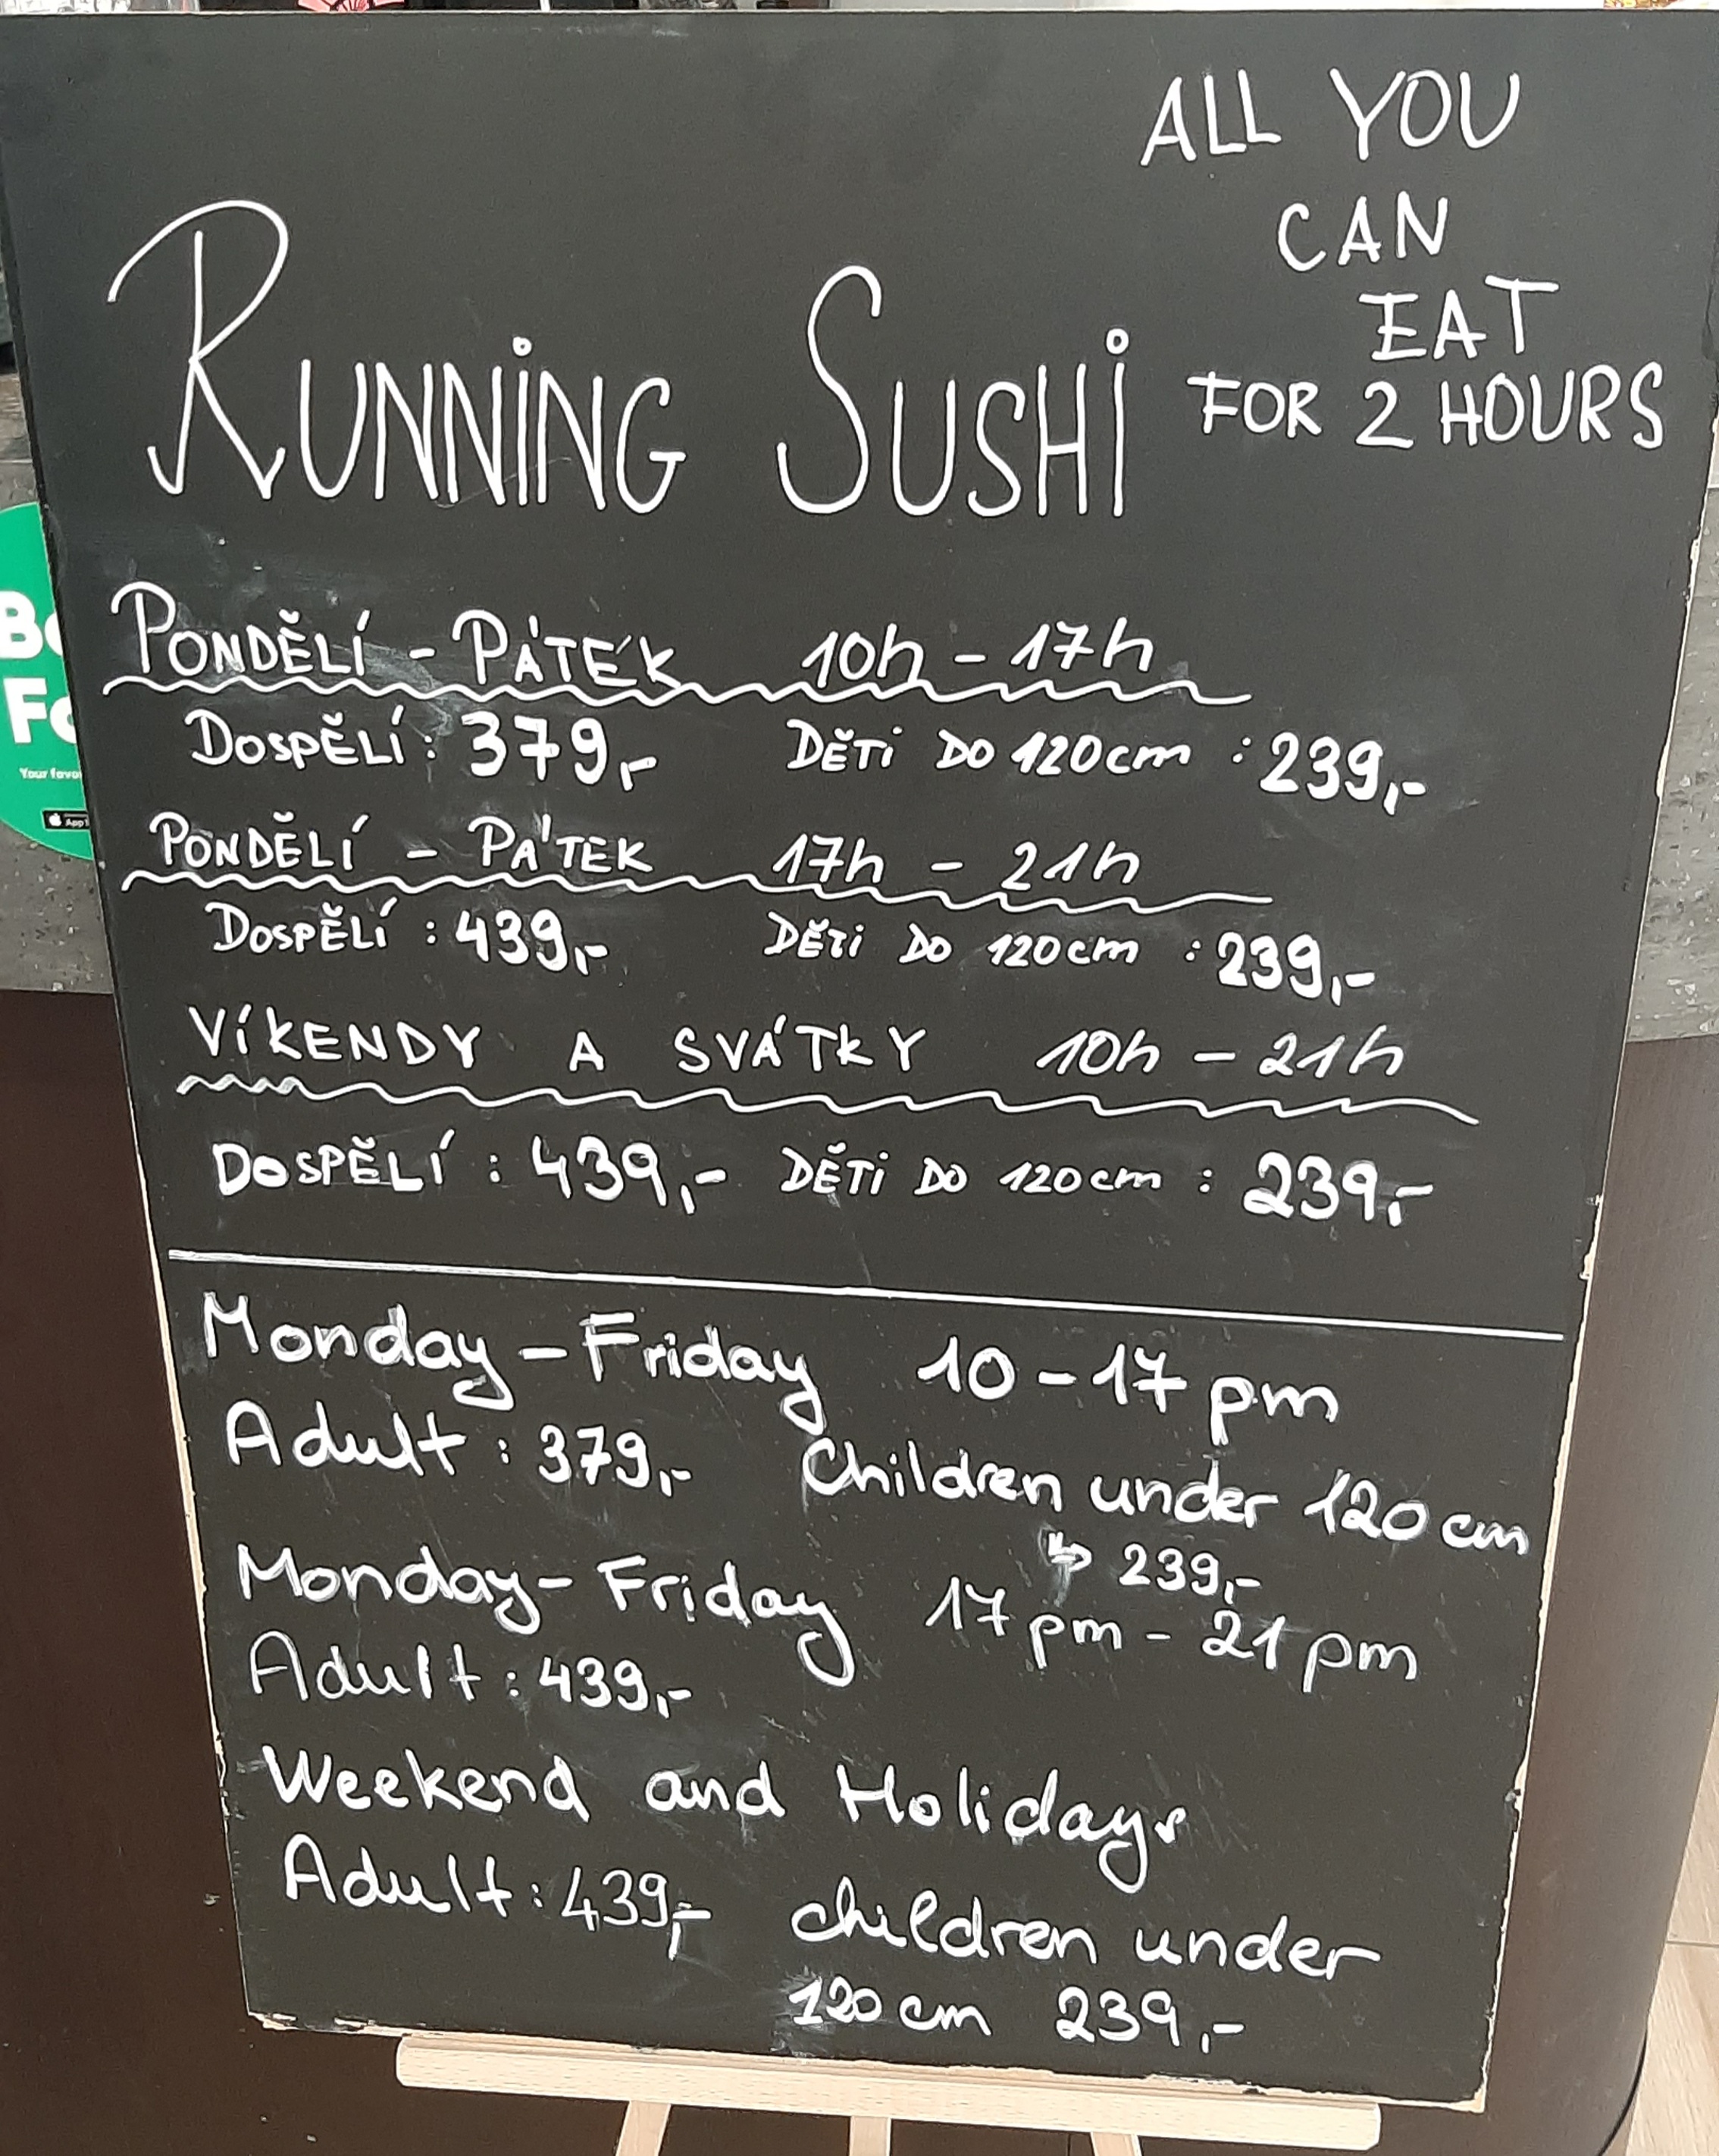 ALL YOU
CAN
EAT
FOR 2 HOURS
RUNNiNG SUSHi
PONDĚLÍ - PÁTEK 10h - 17h
DOSPĚLÍ: 379,- DĚTi DO 120cm : 239,-
PONDĚLÍ - PÁTEK 17h - 21h
DOSPĚLÍ : 439,- DĚTi DO 120cm : 239,-
VÍKENDY A SVÁTKY 10h - 21h
DOSPĚLÍ : 439,- DĚTi DO 120cm : 239,-
Monday - Friday 10 - 17 pm
Adult : 379,- Children under 120 cm
↳ 239,-
Monday - Friday 17 pm - 21 pm
Adult : 439,-
Weekend and Holidays
Adult : 439,- children under
120 cm 239,-
Your
App